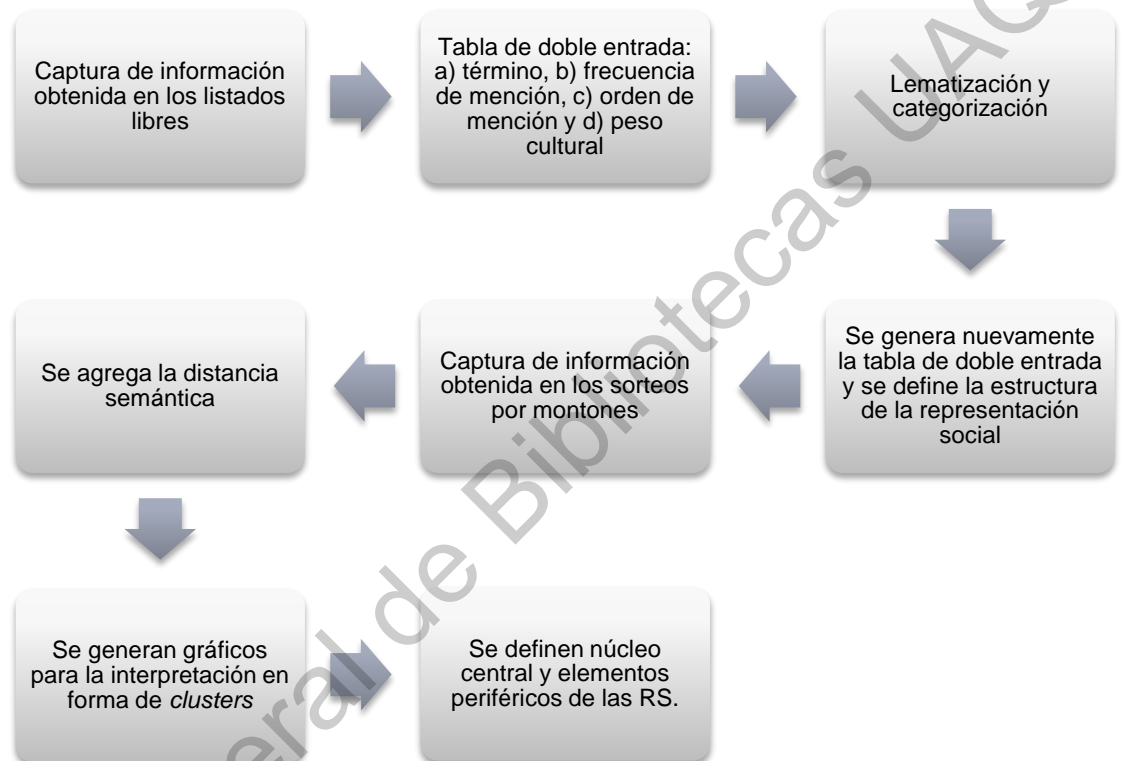 Captura de información
obtenida en los listados
libres
Tabla de doble entrada:
a) término, b) frecuencia
de mención, c) orden de
mención y d) peso
cultural
Lematización y
categorización
Se genera nuevamente
la tabla de doble entrada
y se define la estructura
de la representación
social
Captura de información
obtenida en los sorteos
por montones
Se agrega la distancia
semántica
Se generan gráficos
para la interpretación en
forma de clusters
Se definen núcleo
central y elementos
periféricos de las RS.
de Bibliotecas